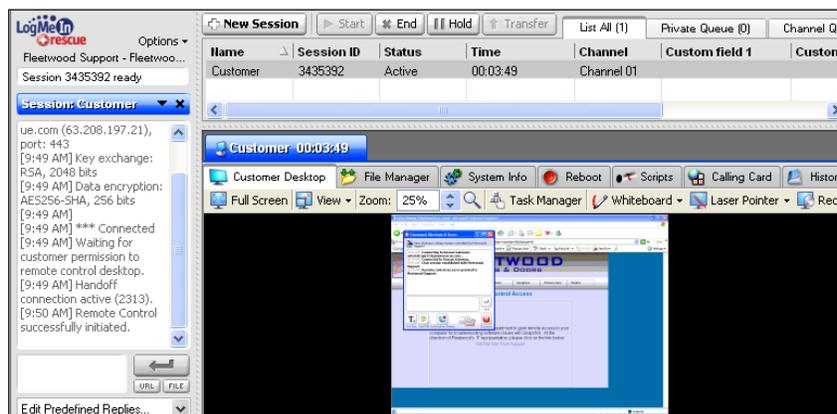 LogMeIn
rescue
Options
Fleetwood Support - Fleetwoo...
Session 3435392 ready
Session: Customer
ue.com (63.208.197.21),
port: 443
[9:49 AM] Key exchange:
RSA, 2048 bits
[9:49 AM] Data encryption:
AES256-SHA, 256 bits
[9:49 AM]
[9:49 AM] *** Connected
[9:49 AM] Waiting for
customer permission to
remote control desktop.
[9:49 AM] Handoff
connection active (2313).
[9:50 AM] Remote Control
successfully initiated.
URL FILE
Edit Predefined Replies...
New Session Start End Hold Transfer List All (1) Private Queue (0) Channel Q
Name Session ID Status Time Channel Custom field 1 Custom
Customer 3435392 Active 00:03:49 Channel 01
Customer 00:03:49
Customer Desktop File Manager System Info Reboot Scripts Calling Card Histor
Full Screen View Zoom: 25% Task Manager Whiteboard Laser Pointer Rec
TWOOD
& DOORS
ntrol Access